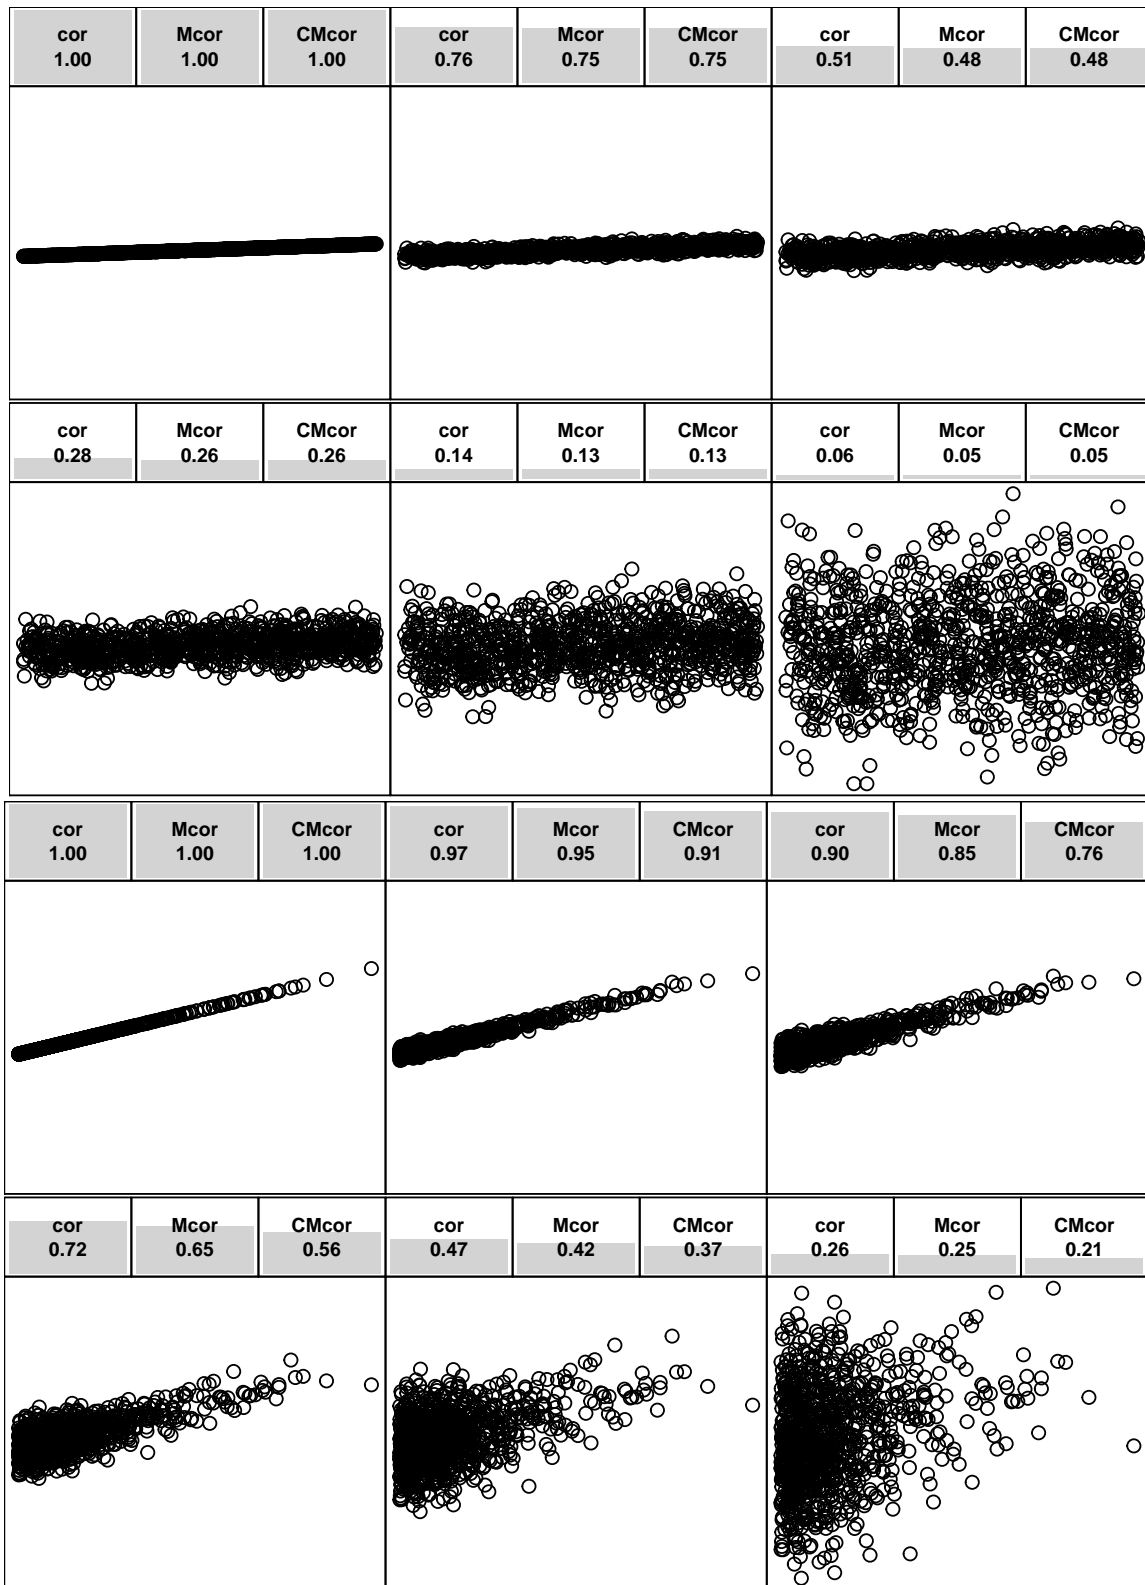 cor Mcor CMcor cor Mcor CMcor cor Mcor CMcor
1.00 1.00 1.00 0.76 0.75 0.75 0.51 0.48 0.48
cor Mcor CMcor cor Mcor CMcor cor Mcor CMcor
0.28 0.26 0.26 0.14 0.13 0.13 0.06 0.05 0.05
cor Mcor CMcor cor Mcor CMcor cor Mcor CMcor
1.00 1.00 1.00 0.97 0.95 0.91 0.90 0.85 0.76
cor Mcor CMcor cor Mcor CMcor cor Mcor CMcor
0.72 0.65 0.56 0.47 0.42 0.37 0.26 0.25 0.21